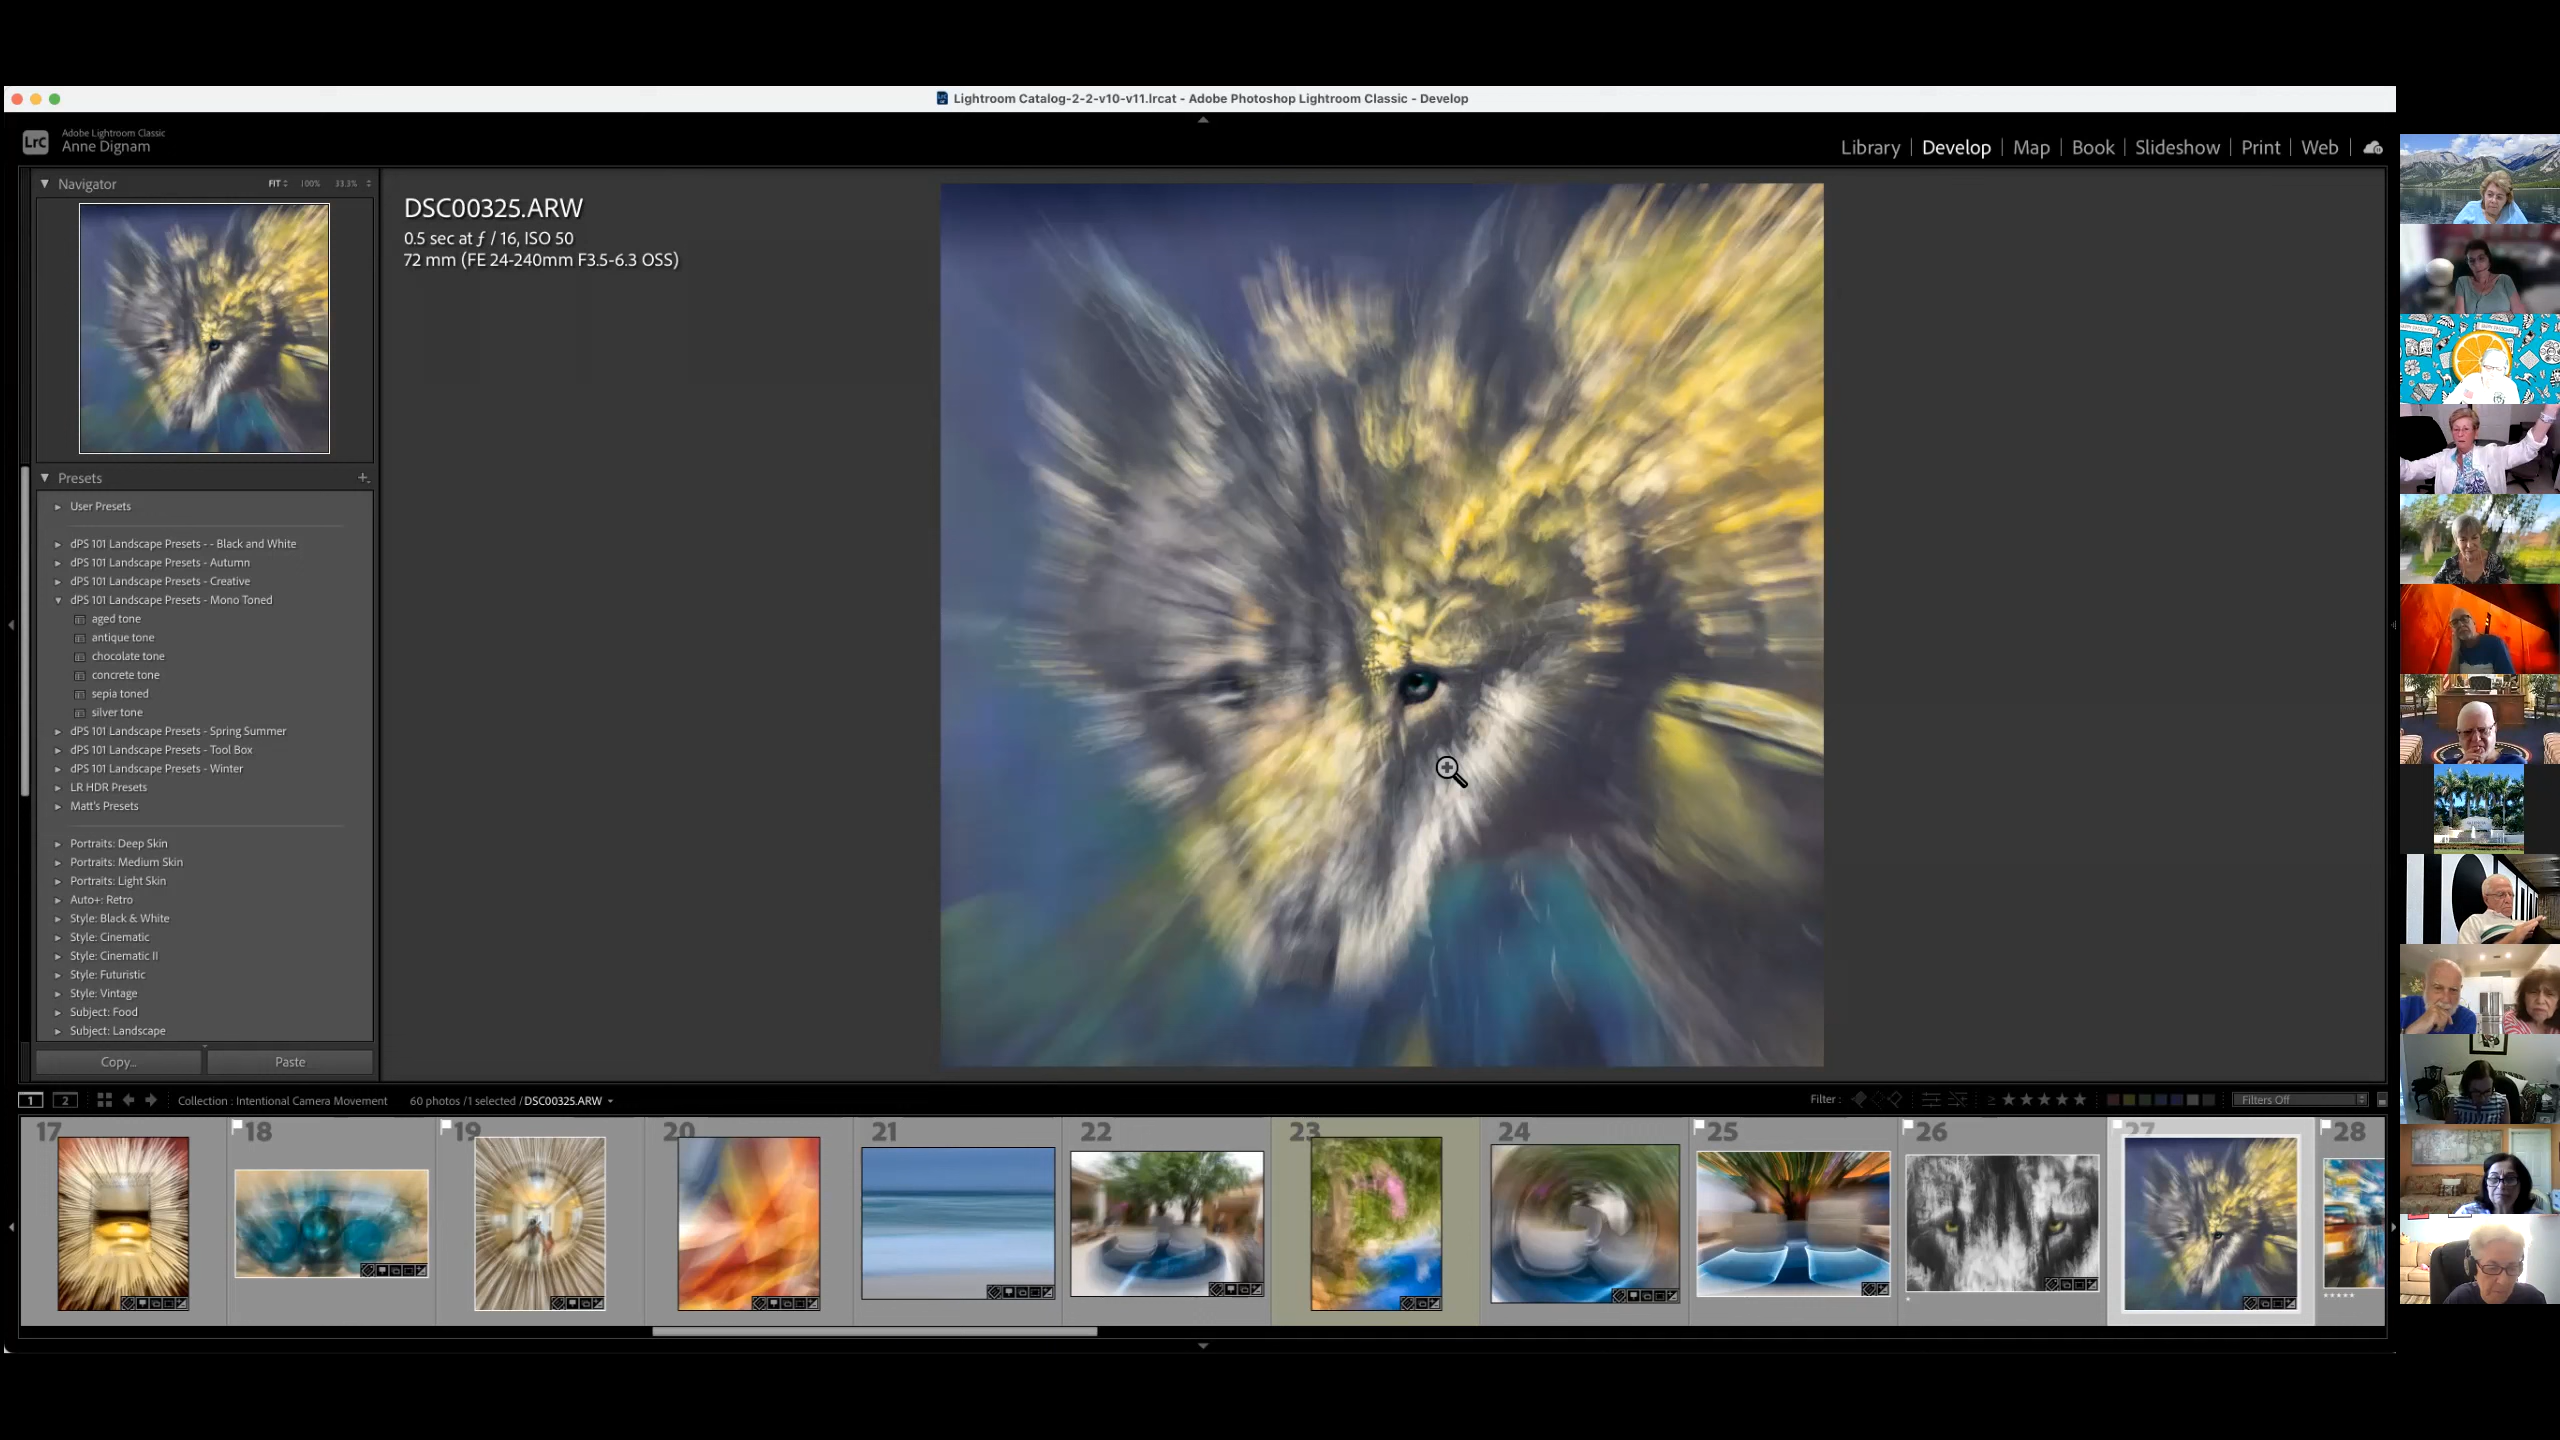 Lightroom Catalog-2-2-v10-v11.lrcat - Adobe Photoshop Lightroom Classic - Develop
LrC
Adobe Lightroom Classic
Anne Dignam
Library | Develop | Map | Book | Slideshow | Print | Web
Navigator
FIT 100% 33.3%
DSC00325.ARW
0.5 sec at ƒ / 16, ISO 50
72 mm (FE 24-240mm F3.5-6.3 OSS)
Presets
User Presets
dPS 101 Landscape Presets - - Black and White
dPS 101 Landscape Presets - Autumn
dPS 101 Landscape Presets - Creative
dPS 101 Landscape Presets - Mono Toned
aged tone
antique tone
chocolate tone
concrete tone
sepia toned
silver tone
dPS 101 Landscape Presets - Spring Summer
dPS 101 Landscape Presets - Tool Box
dPS 101 Landscape Presets - Winter
LR HDR Presets
Matt's Presets
Portraits: Deep Skin
Portraits: Medium Skin
Portraits: Light Skin
Auto+: Retro
Style: Black & White
Style: Cinematic
Style: Cinematic II
Style: Futuristic
Style: Vintage
Subject: Food
Subject: Landscape
Copy... Paste
1 2 Collection : Intentional Camera Movement 60 photos /1 selected /DSC00325.ARW Filter : Filters Off
17 18 19 20 21 22 23 24 25 26 27 28